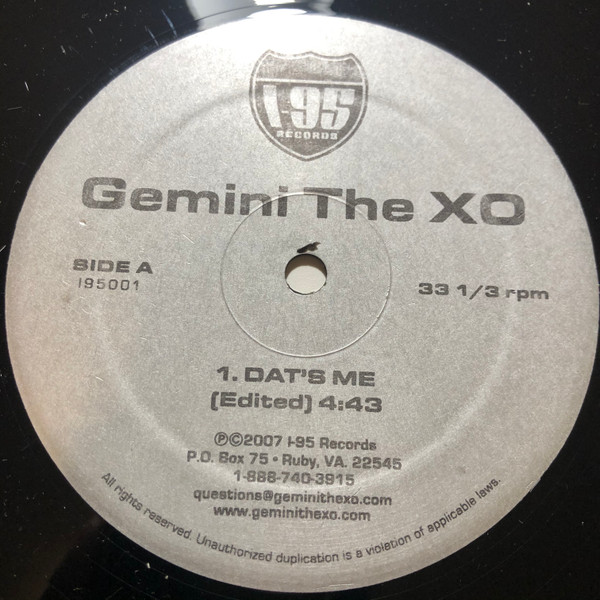 I-95
RECORDS
Gemini The XO
SIDE A
I95001
33 1/3 rpm
1. DAT'S ME
(Edited) 4:43
℗©2007 I-95 Records
P.O. Box 75 • Ruby, VA. 22545
1-888-740-3915
questions@geminithexo.com
www.geminithexo.com
All rights reserved. Unauthorized duplication is a violation of applicable laws.